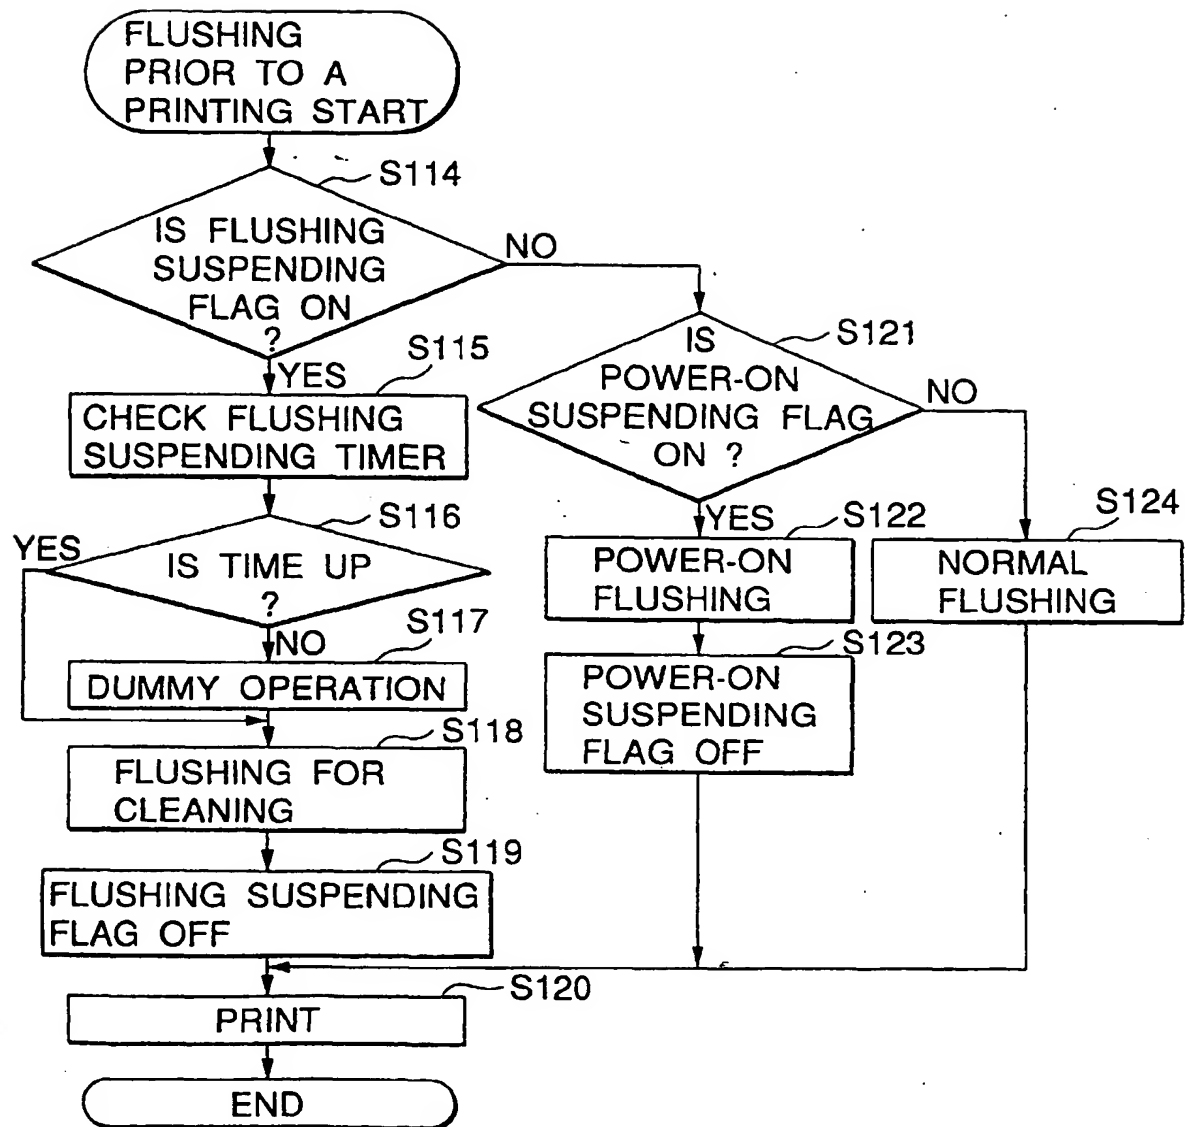 FLUSHING
PRIOR TO A
PRINTING START
S114
IS FLUSHING
SUSPENDING
FLAG ON
?
NO
YES
S115
CHECK FLUSHING
SUSPENDING TIMER
S116
IS TIME UP
?
YES
NO
S117
DUMMY OPERATION
S118
FLUSHING FOR
CLEANING
S119
FLUSHING SUSPENDING
FLAG OFF
S121
IS
POWER-ON
SUSPENDING FLAG
ON ?
NO
YES
S122
POWER-ON
FLUSHING
S123
POWER-ON
SUSPENDING
FLAG OFF
S124
NORMAL
FLUSHING
S120
PRINT
END